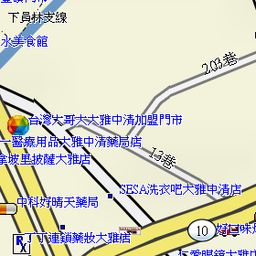 下員林支線
水美食館
203巷
台灣大哥大大雅中清加盟門市
一醫療用品大雅中清藥局店
拿坡里披薩大雅店
13巷
SESA洗衣吧大雅中清店
中科好晴天藥局
10
丁丁連鎖藥妝大雅店